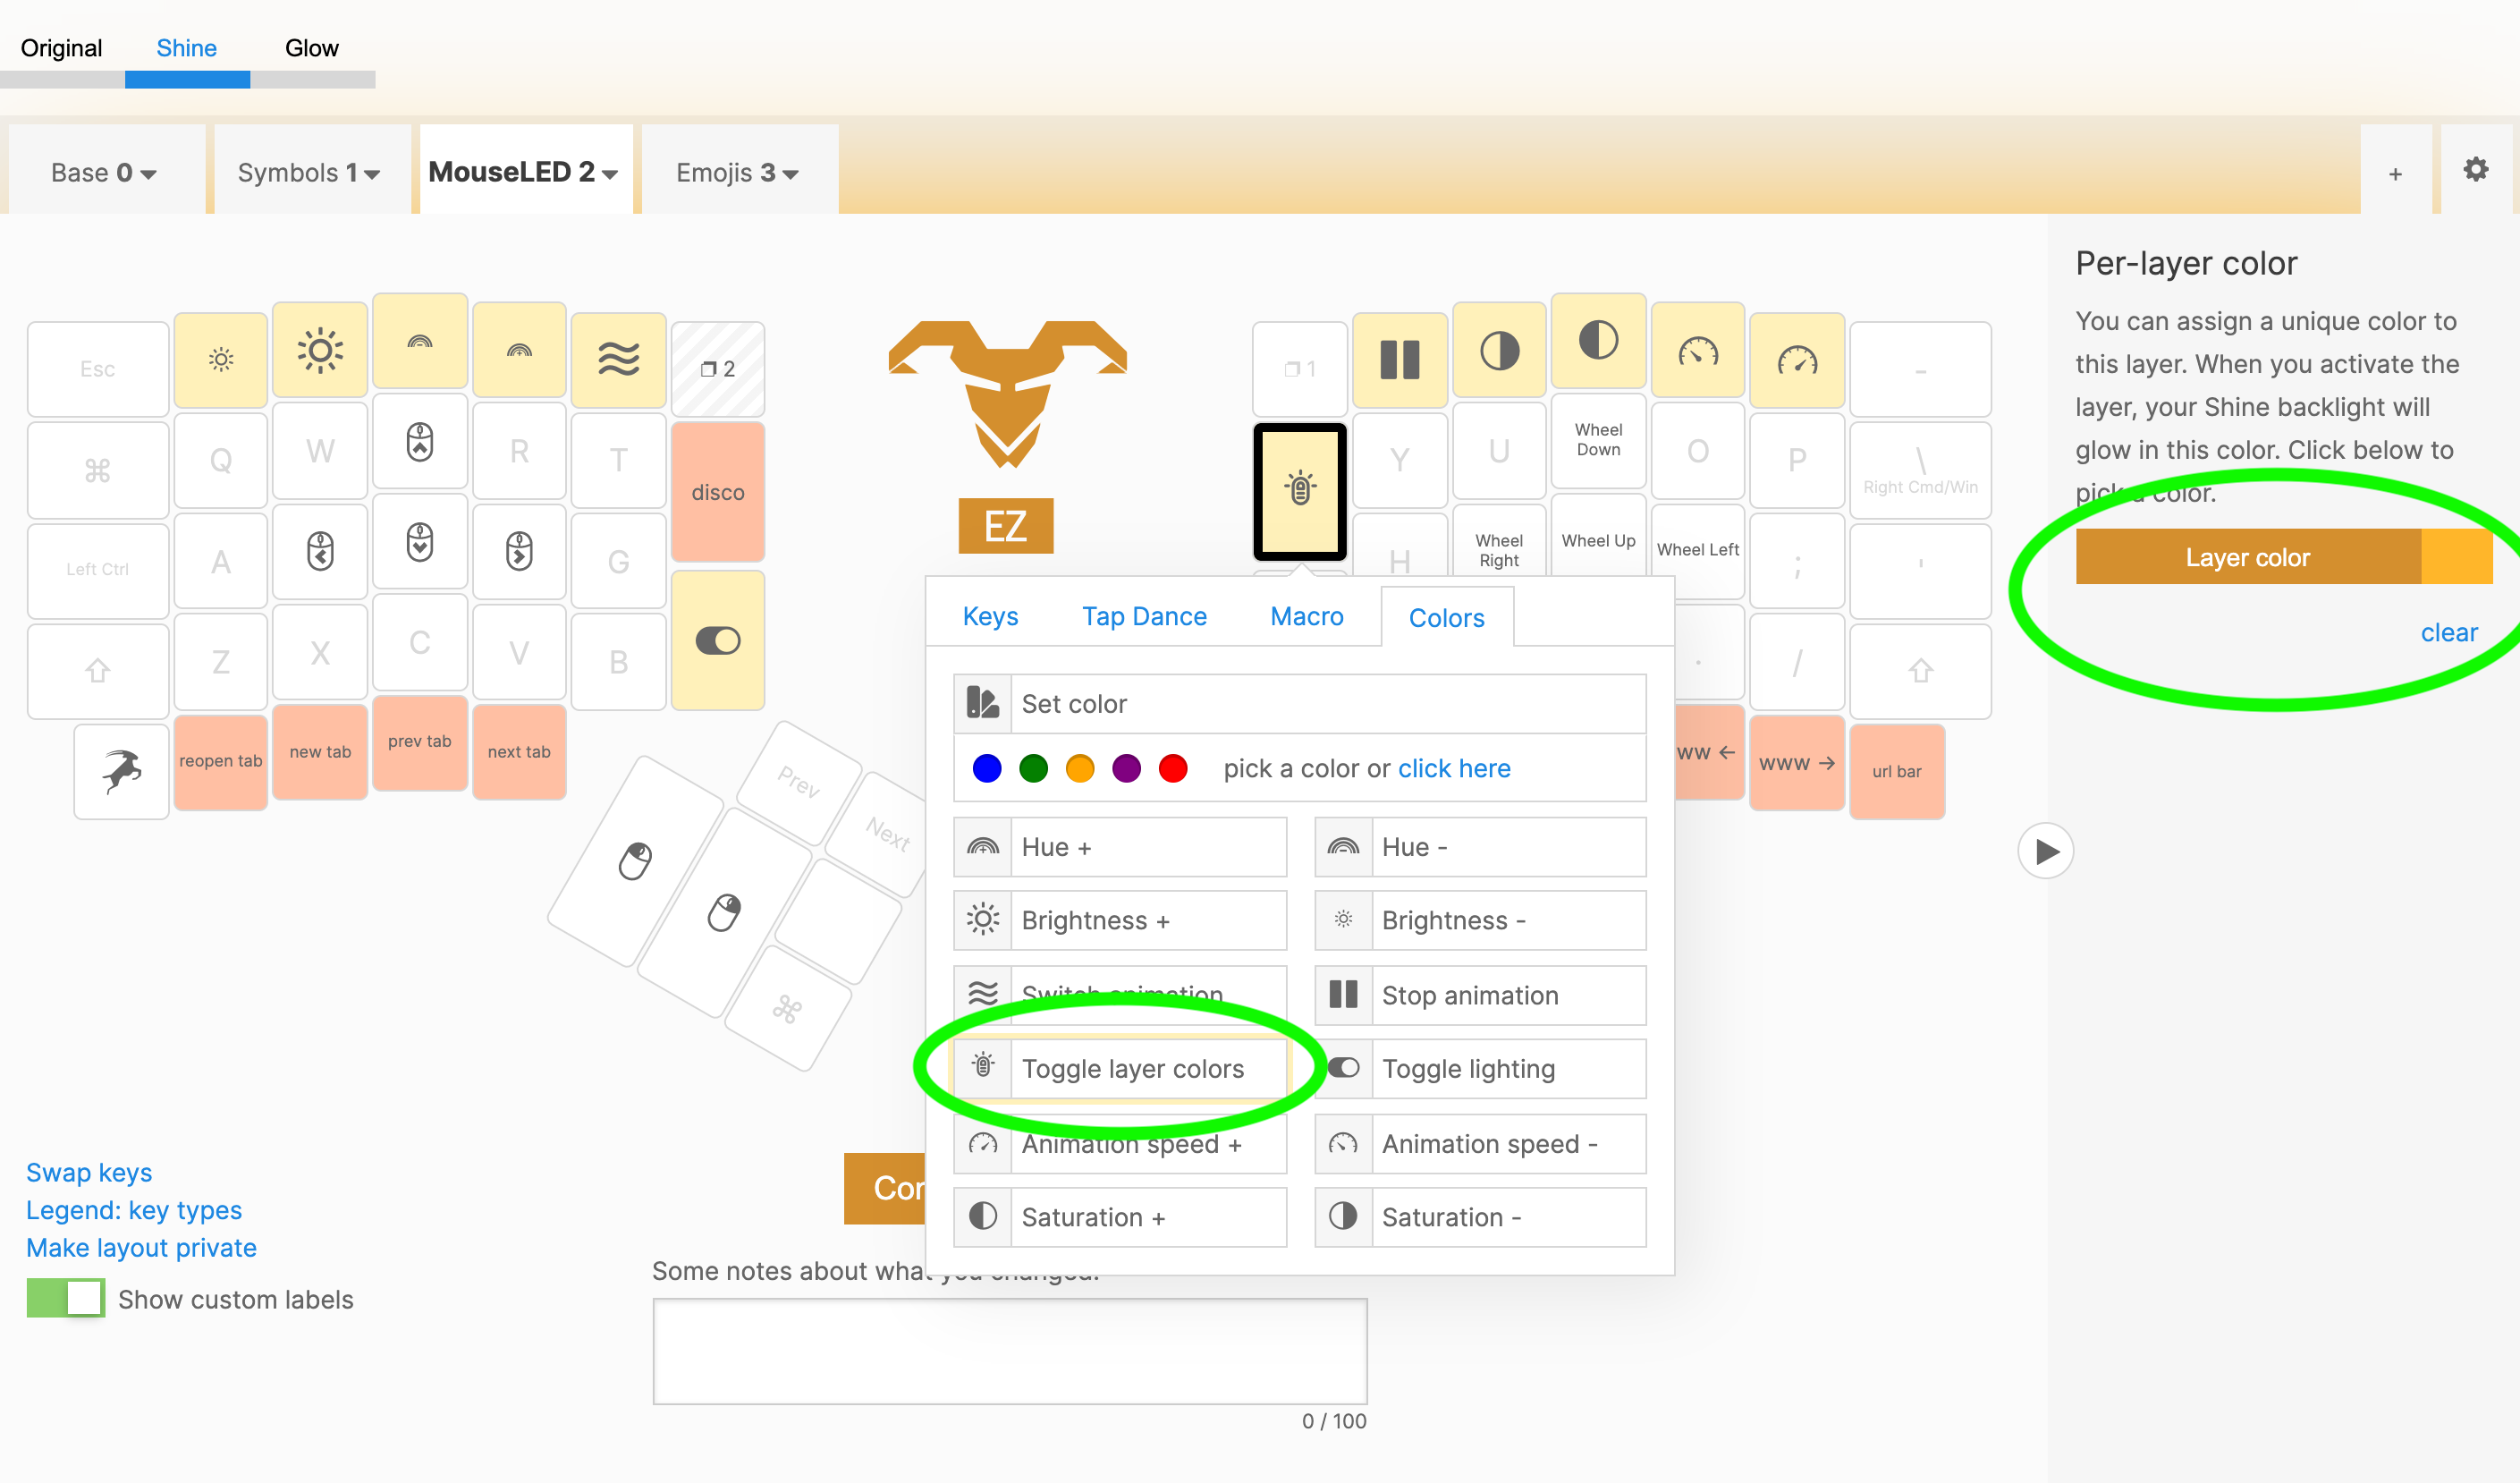 Original Shine Glow
Base 0 Symbols 1 MouseLED 2 Emojis 3 +
Per-layer color
You can assign a unique color to
this layer. When you activate the
layer, your Shine backlight will
glow in this color. Click below to
pick a color.
Layer color
clear
Esc
2
Q
W
R
T
disco
Left Ctrl
A
G
Z
X
C
V
B
reopen tab
new tab
prev tab
next tab
Prev
Next
EZ
1
-
Y
U
Wheel
Down
O
P
\
Right Cmd/Win
H
Wheel
Right
Wheel Up
Wheel Left
;
'
.
/
ww ←
www →
url bar
Keys Tap Dance Macro Colors
Set color
pick a color or click here
Hue +
Hue -
Brightness +
Brightness -
Switch animation
Stop animation
Toggle layer colors
Toggle lighting
Animation speed +
Animation speed -
Saturation +
Saturation -
Swap keys
Legend: key types
Make layout private
Show custom labels
Some notes about what you changed:
0 / 100